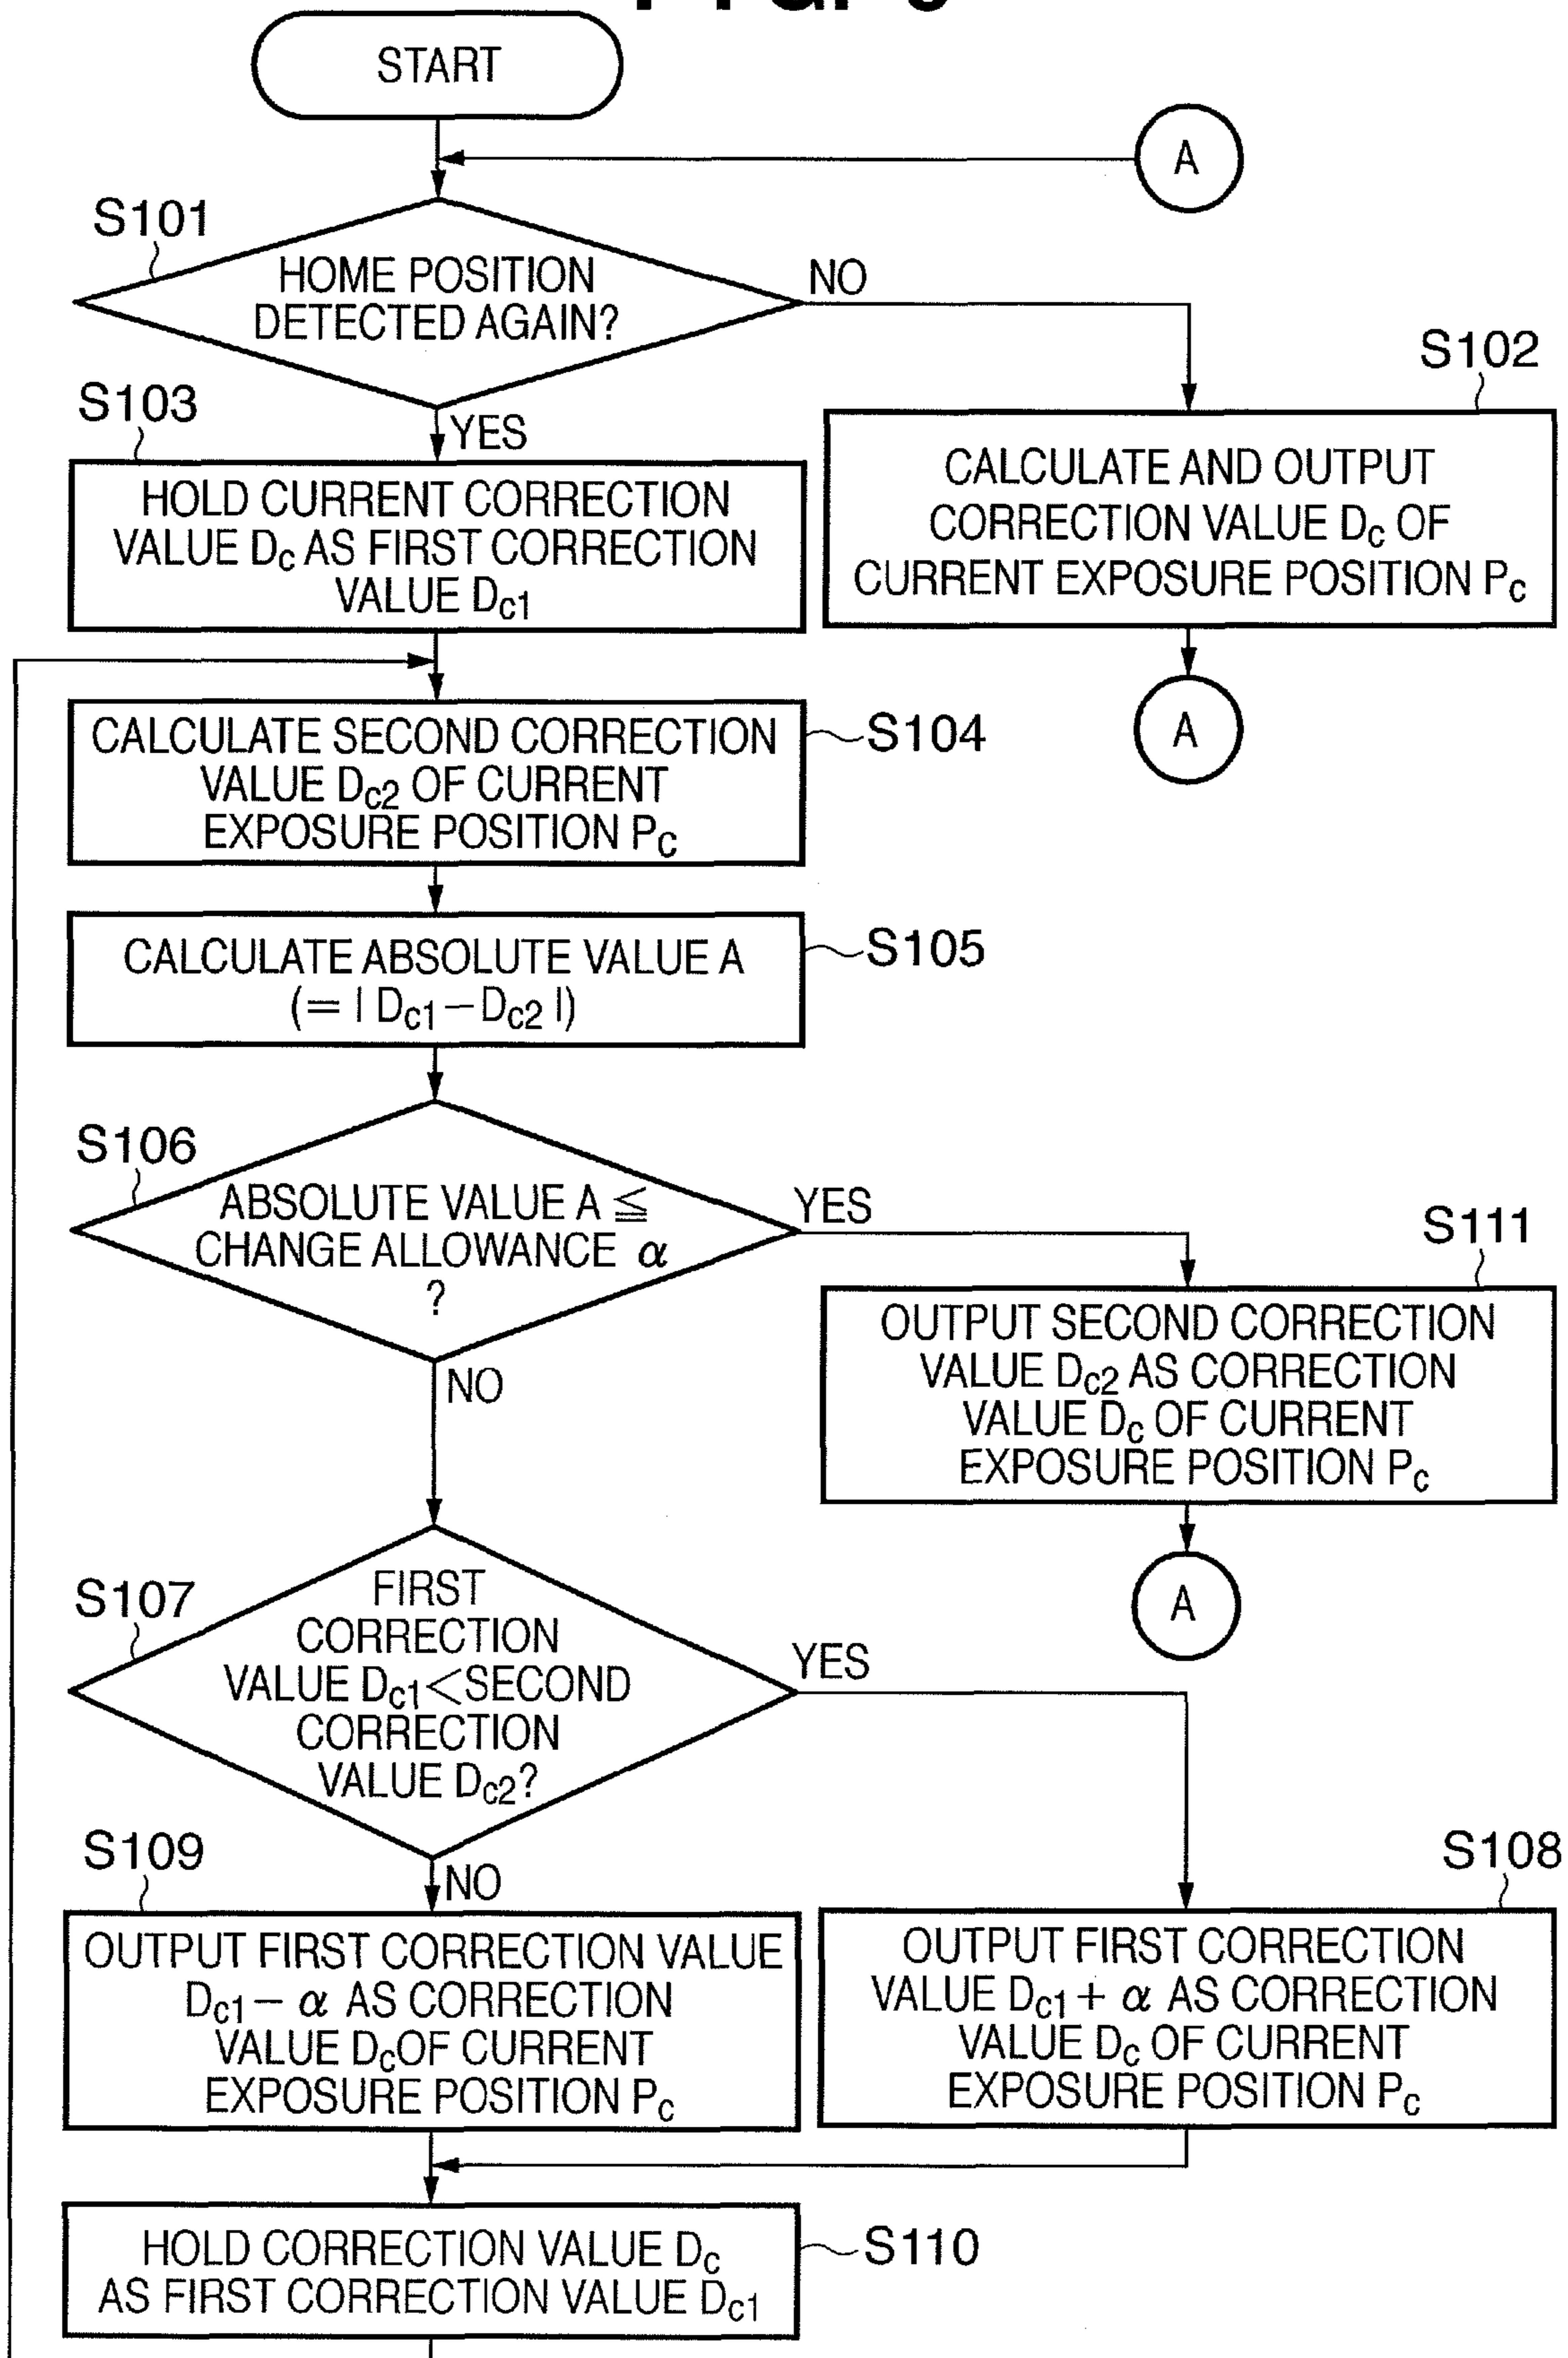 START
A
S101
HOME POSITION
DETECTED AGAIN?
NO
YES
S102
CALCULATE AND OUTPUT
CORRECTION VALUE Dc OF
CURRENT EXPOSURE POSITION Pc
A
S103
HOLD CURRENT CORRECTION
VALUE Dc AS FIRST CORRECTION
VALUE Dc1
CALCULATE SECOND CORRECTION
VALUE Dc2 OF CURRENT
EXPOSURE POSITION Pc
S104
CALCULATE ABSOLUTE VALUE A
(= | Dc1 − Dc2 |)
S105
S106
ABSOLUTE VALUE A ≦
CHANGE ALLOWANCE α
?
YES
NO
S111
OUTPUT SECOND CORRECTION
VALUE Dc2 AS CORRECTION
VALUE Dc OF CURRENT
EXPOSURE POSITION Pc
A
S107
FIRST
CORRECTION
VALUE Dc1<SECOND
CORRECTION
VALUE Dc2?
YES
NO
S109
OUTPUT FIRST CORRECTION VALUE
Dc1 − α AS CORRECTION
VALUE Dc OF CURRENT
EXPOSURE POSITION Pc
S108
OUTPUT FIRST CORRECTION
VALUE Dc1 + α AS CORRECTION
VALUE Dc OF CURRENT
EXPOSURE POSITION Pc
HOLD CORRECTION VALUE Dc
AS FIRST CORRECTION VALUE Dc1
S110